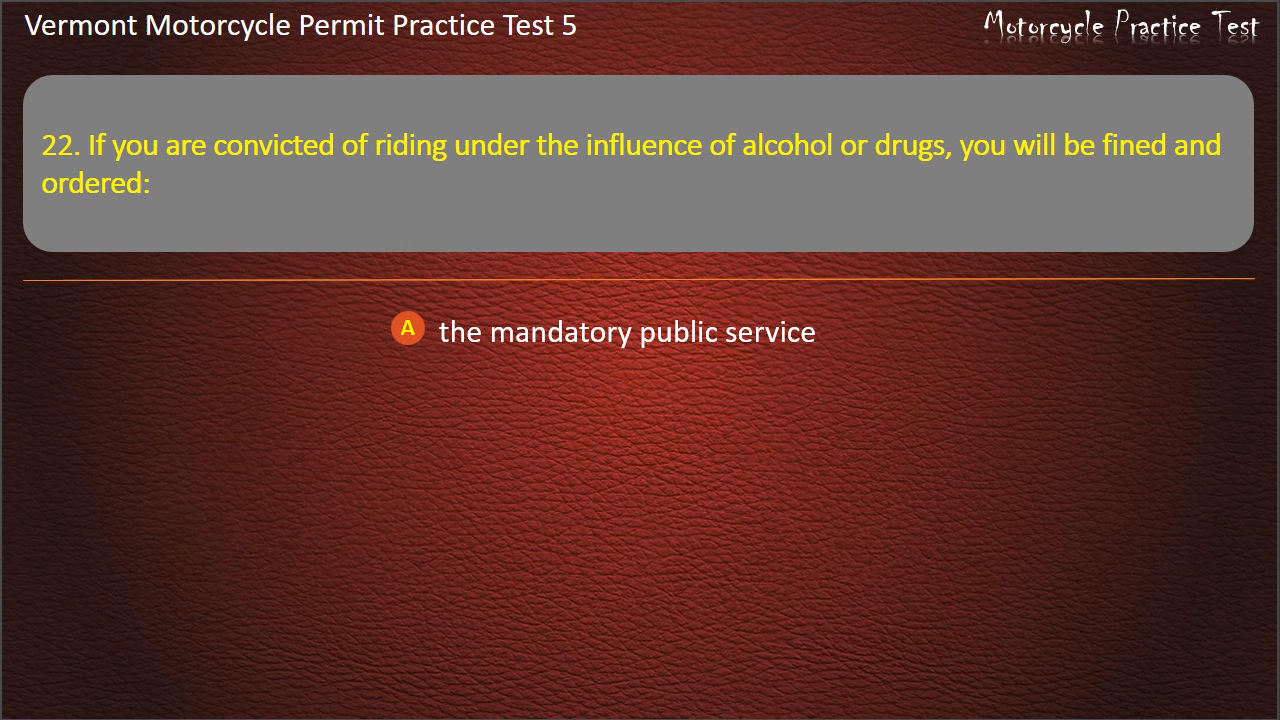 Vermont Motorcycle Permit Practice Test 5
Motorcycle Practice Test
22. If you are convicted of riding under the influence of alcohol or drugs, you will be fined and
ordered:
A the mandatory public service